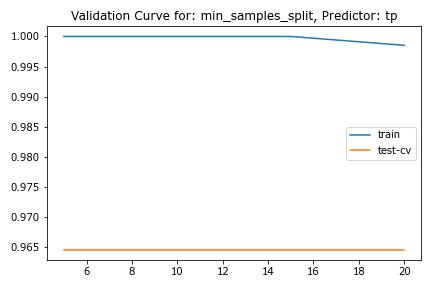 Validation Curve for: min_samples_split, Predictor: tp
1.000
0.995
0.990
0.985
0.980
0.975
0.970
0.965
train
test-cv
6 8 10 12 14 16 18 20